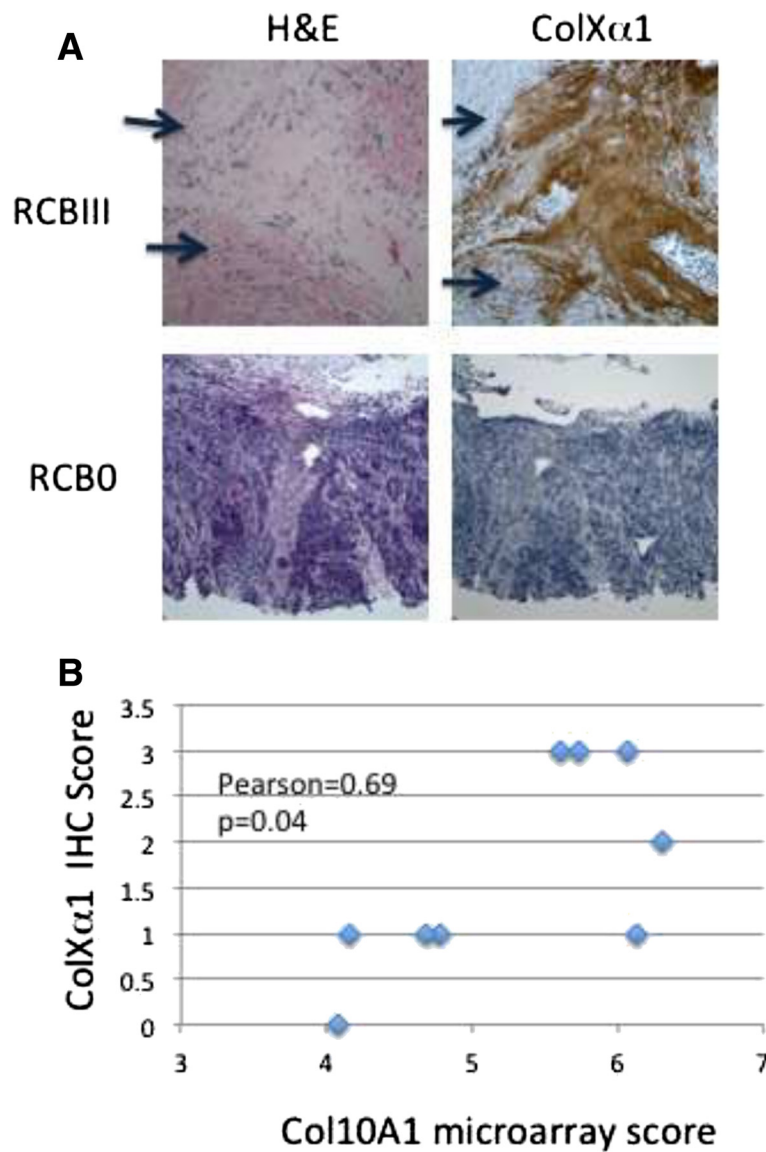 A
H&E
ColXα1
RCBIII
RCB0
B
3.5
3
2.5
2
1.5
1
0.5
0
ColXα1 IHC Score
Pearson=0.69
p=0.04
3
4
5
6
7
Col10A1 microarray score